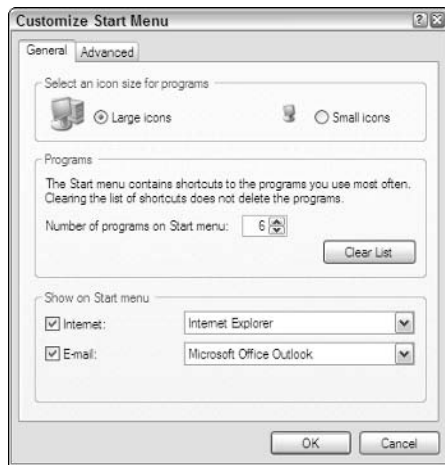 Customize Start Menu
General Advanced
Select an icon size for programs
Large icons Small icons
Programs
The Start menu contains shortcuts to the programs you use most often.
Clearing the list of shortcuts does not delete the programs.
Number of programs on Start menu: 6
Clear List
Show on Start menu
Internet: Internet Explorer
E-mail: Microsoft Office Outlook
OK Cancel